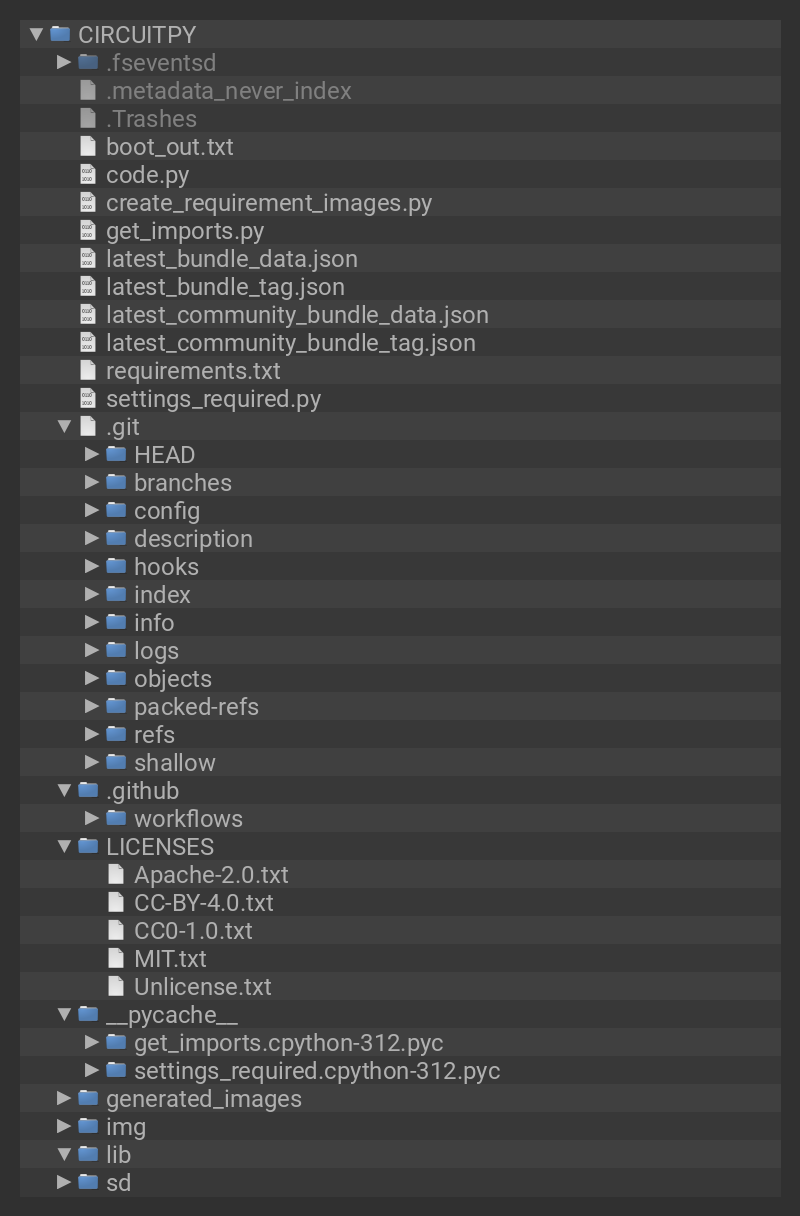 CIRCUITPY
.fseventsd
.metadata_never_index
.Trashes
boot_out.txt
code.py
create_requirement_images.py
get_imports.py
latest_bundle_data.json
latest_bundle_tag.json
latest_community_bundle_data.json
latest_community_bundle_tag.json
requirements.txt
settings_required.py
.git
HEAD
branches
config
description
hooks
index
info
logs
objects
packed-refs
refs
shallow
.github
workflows
LICENSES
Apache-2.0.txt
CC-BY-4.0.txt
CC0-1.0.txt
MIT.txt
Unlicense.txt
__pycache__
get_imports.cpython-312.pyc
settings_required.cpython-312.pyc
generated_images
img
lib
sd